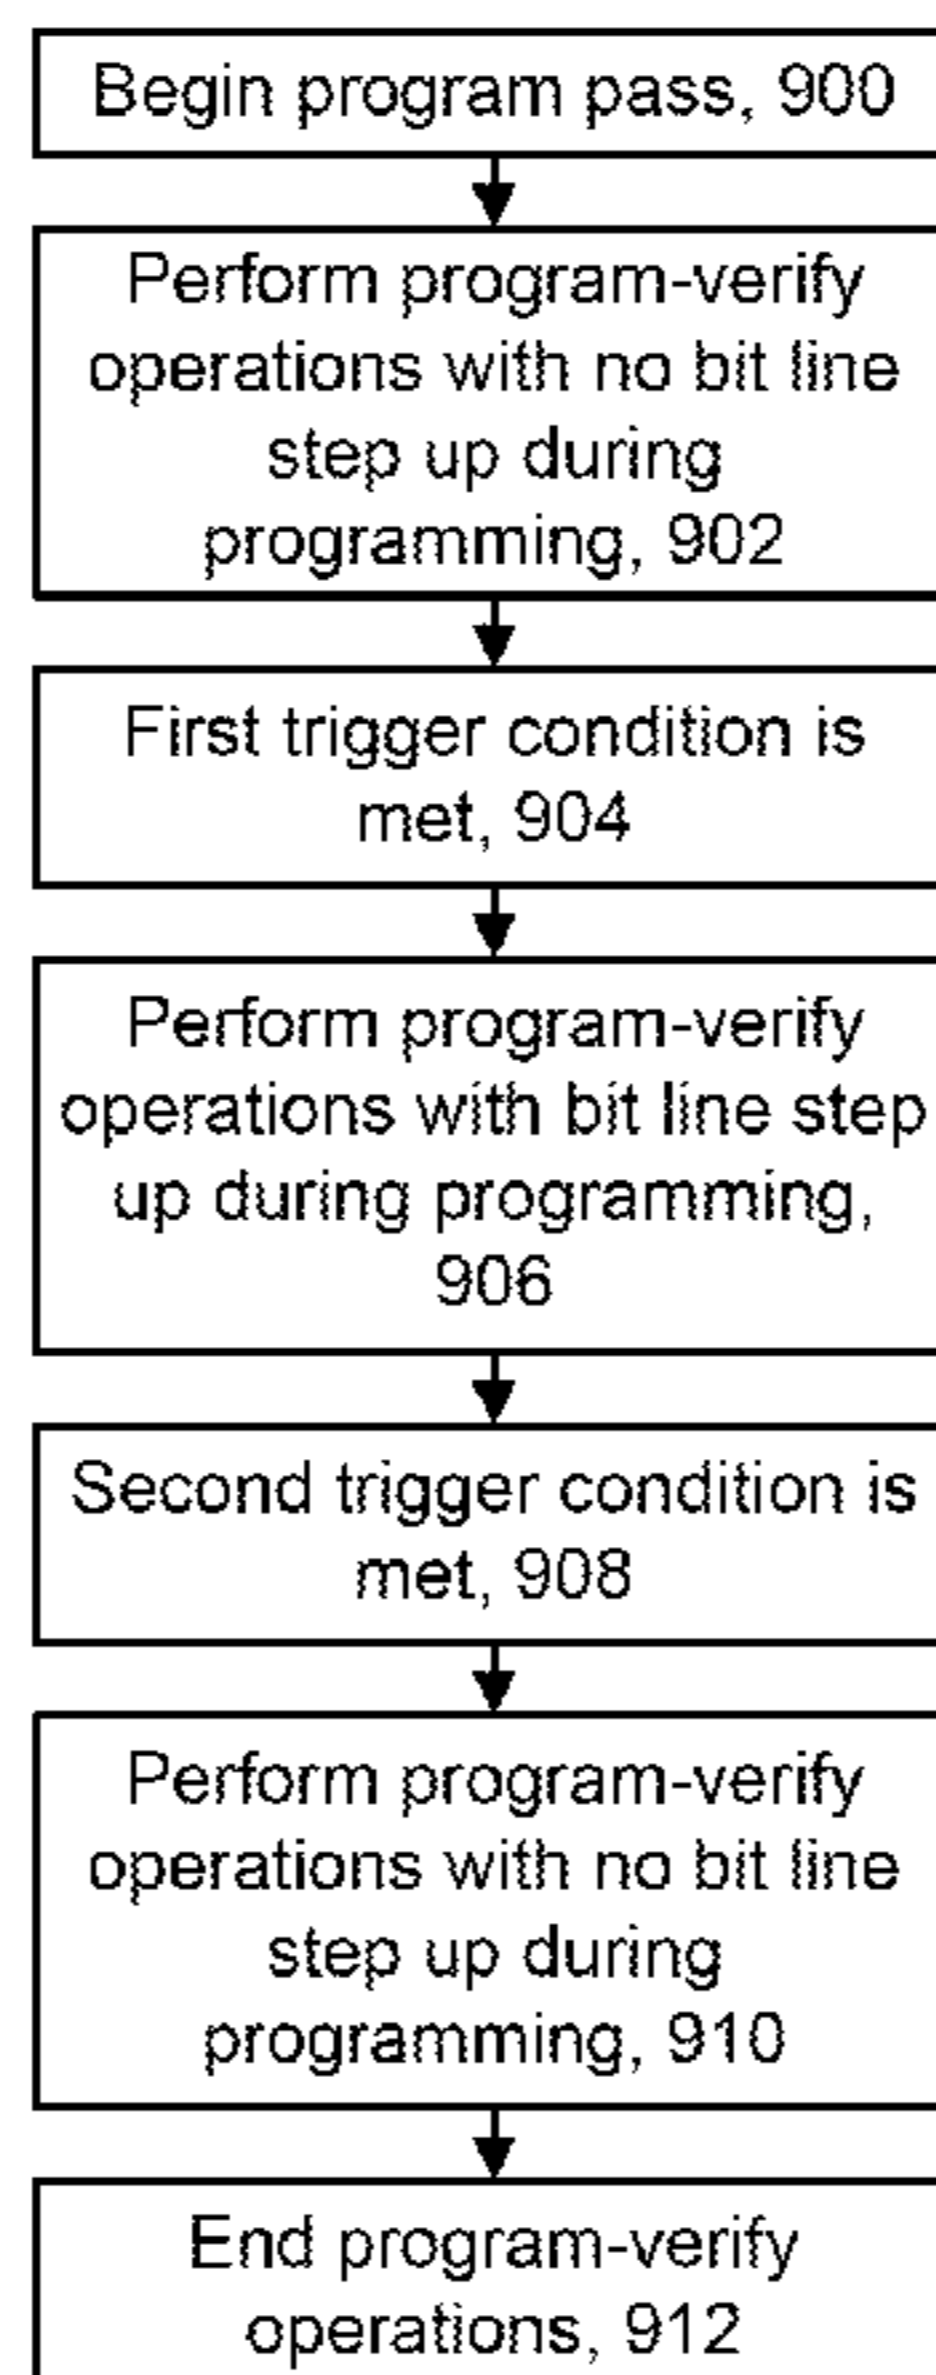 Begin program pass, 900
Perform program-verify
operations with no bit line
step up during
programming, 902
First trigger condition is
met, 904
Perform program-verify
operations with bit line step
up during programming,
906
Second trigger condition is
met, 908
Perform program-verify
operations with no bit line
step up during
programming, 910
End program-verify
operations, 912